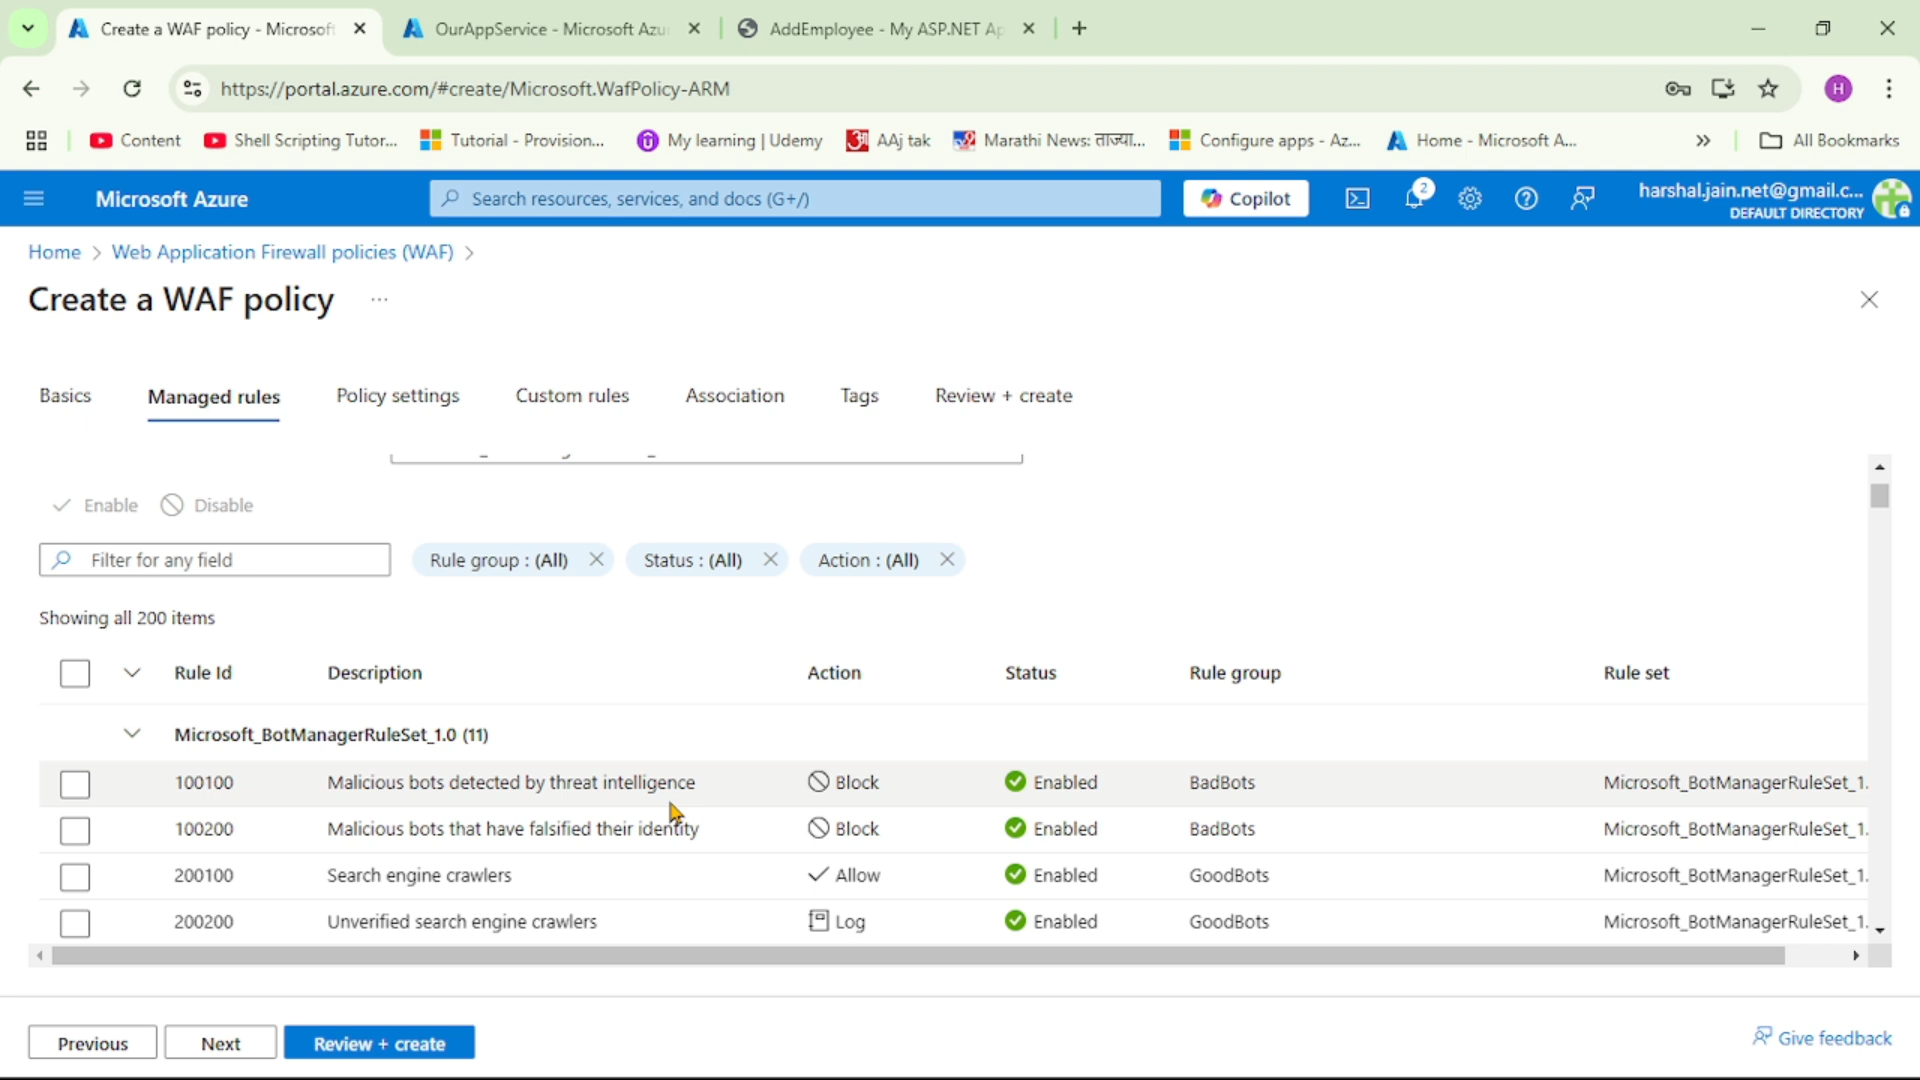 Create a WAF policy - Microsoft
OurAppService - Microsoft Azur
AddEmployee - My ASP.NET Ap
https://portal.azure.com/#create/Microsoft.WafPolicy-ARM
H
Content
Shell Scripting Tutor...
Tutorial - Provision...
My learning | Udemy
AAj tak
Marathi News: ताज्या...
Configure apps - Az...
Home - Microsoft A...
All Bookmarks
Microsoft Azure
Search resources, services, and docs (G+/)
Copilot
2
harshal.jain.net@gmail.c...
DEFAULT DIRECTORY
Home > Web Application Firewall policies (WAF) >
Create a WAF policy ...
Basics Managed rules Policy settings Custom rules Association Tags Review + create
Enable Disable
Filter for any field Rule group : (All) Status : (All) Action : (All)
Showing all 200 items
Rule Id Description Action Status Rule group Rule set
Microsoft_BotManagerRuleSet_1.0 (11)
100100 Malicious bots detected by threat intelligence Block Enabled BadBots Microsoft_BotManagerRuleSet_1.
100200 Malicious bots that have falsified their identity Block Enabled BadBots Microsoft_BotManagerRuleSet_1.
200100 Search engine crawlers Allow Enabled GoodBots Microsoft_BotManagerRuleSet_1.
200200 Unverified search engine crawlers Log Enabled GoodBots Microsoft_BotManagerRuleSet_1.
Previous Next Review + create
Give feedback